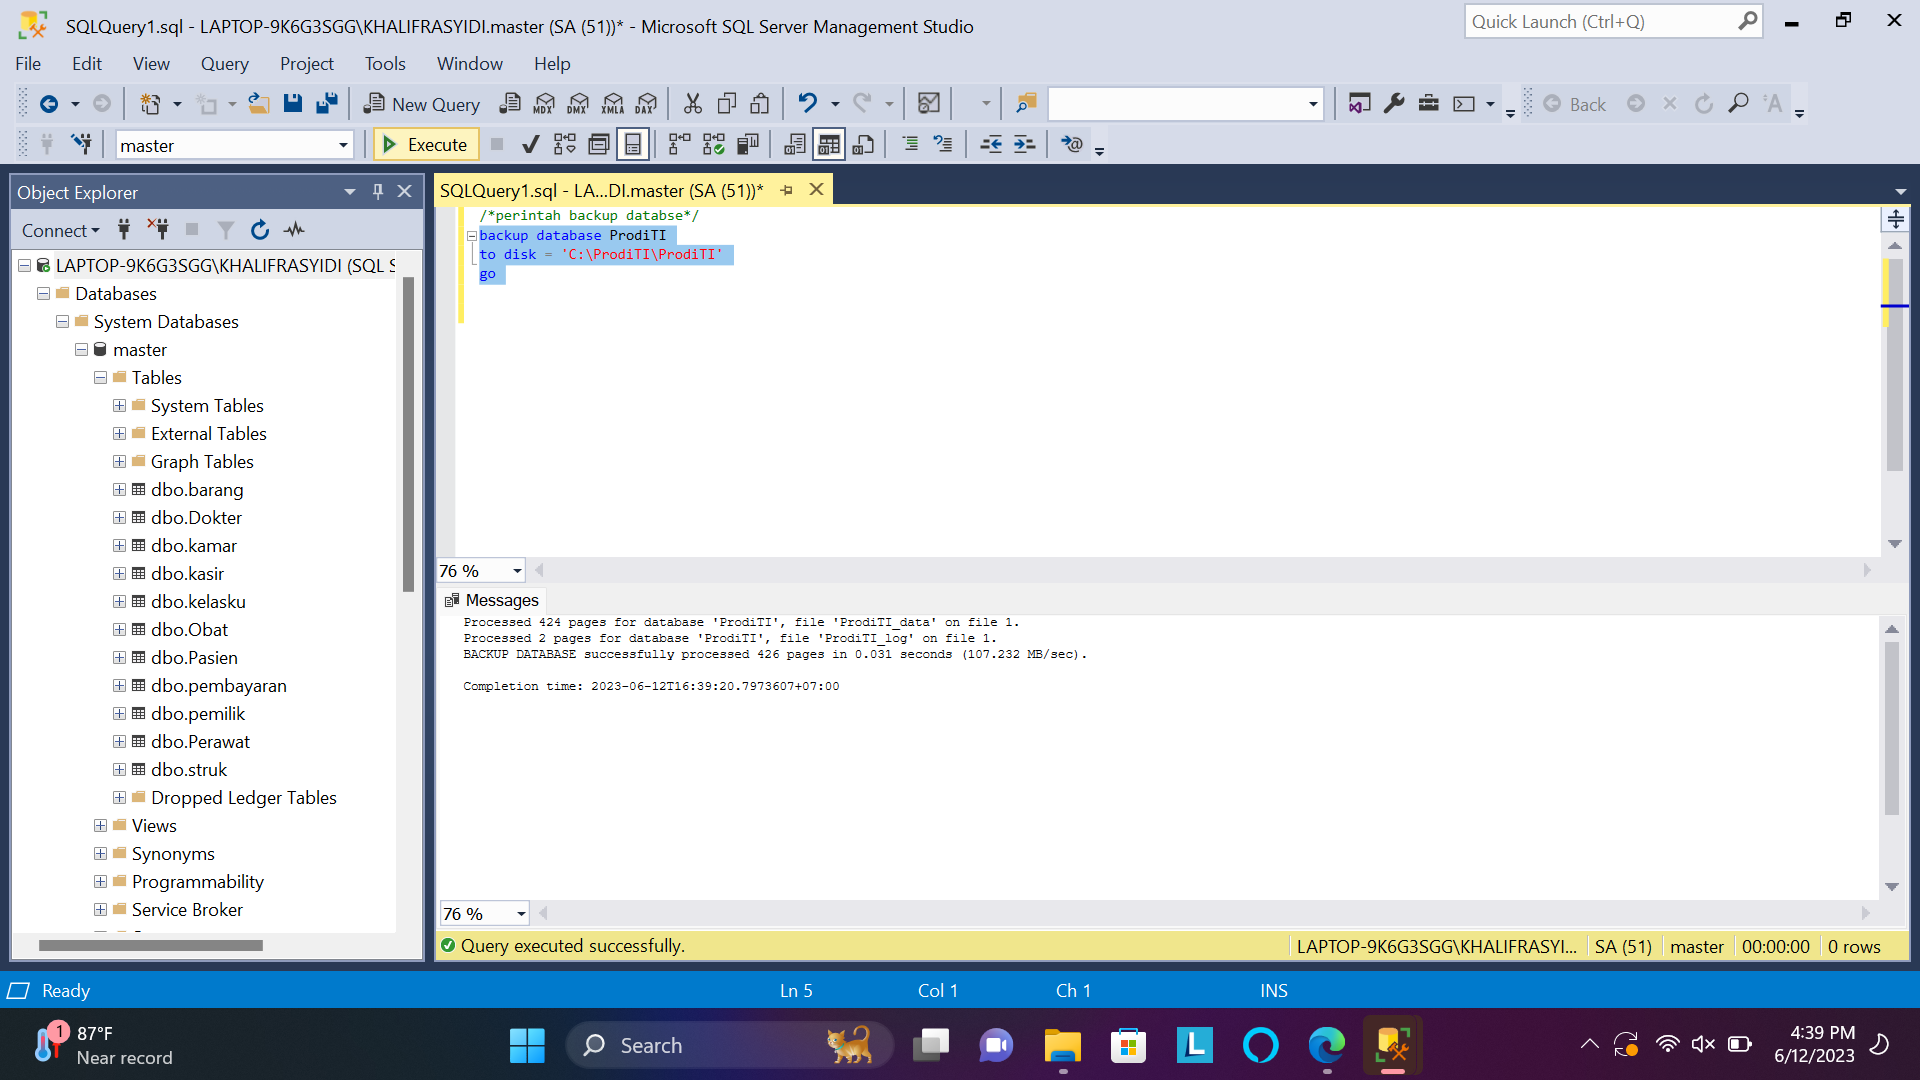 SQLQuery1.sql - LAPTOP-9K6G3SGG\KHALIFRASYIDI.master (SA (51))* - Microsoft SQL Server Management Studio
Quick Launch (Ctrl+Q)
File Edit View Query Project Tools Window Help
New Query MDX DMX XMLA DAX Back
master Execute
Object Explorer
Connect
LAPTOP-9K6G3SGG\KHALIFRASYIDI (SQL S
Databases
System Databases
master
Tables
System Tables
External Tables
Graph Tables
dbo.barang
dbo.Dokter
dbo.kamar
dbo.kasir
dbo.kelasku
dbo.Obat
dbo.Pasien
dbo.pembayaran
dbo.pemilik
dbo.Perawat
dbo.struk
Dropped Ledger Tables
Views
Synonyms
Programmability
Service Broker
SQLQuery1.sql - LA...DI.master (SA (51))*
/*perintah backup databse*/
backup database ProdiTI
to disk = 'C:\ProdiTI\ProdiTI'
go
76 %
Messages
Processed 424 pages for database 'ProdiTI', file 'ProdiTI_data' on file 1.
Processed 2 pages for database 'ProdiTI', file 'ProdiTI_log' on file 1.
BACKUP DATABASE successfully processed 426 pages in 0.031 seconds (107.232 MB/sec).
Completion time: 2023-06-12T16:39:20.7973607+07:00
76 %
Query executed successfully. LAPTOP-9K6G3SGG\KHALIFRASYI... SA (51) master 00:00:00 0 rows
Ready Ln 5 Col 1 Ch 1 INS
1
87°F
Near record
Search
L
4:39 PM
6/12/2023